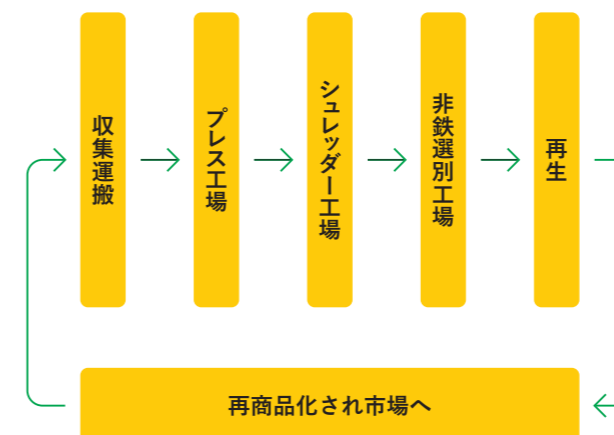 収集運搬
プレス工場
シュレッダー工場
非鉄選別工場
再生
再商品化され市場へ